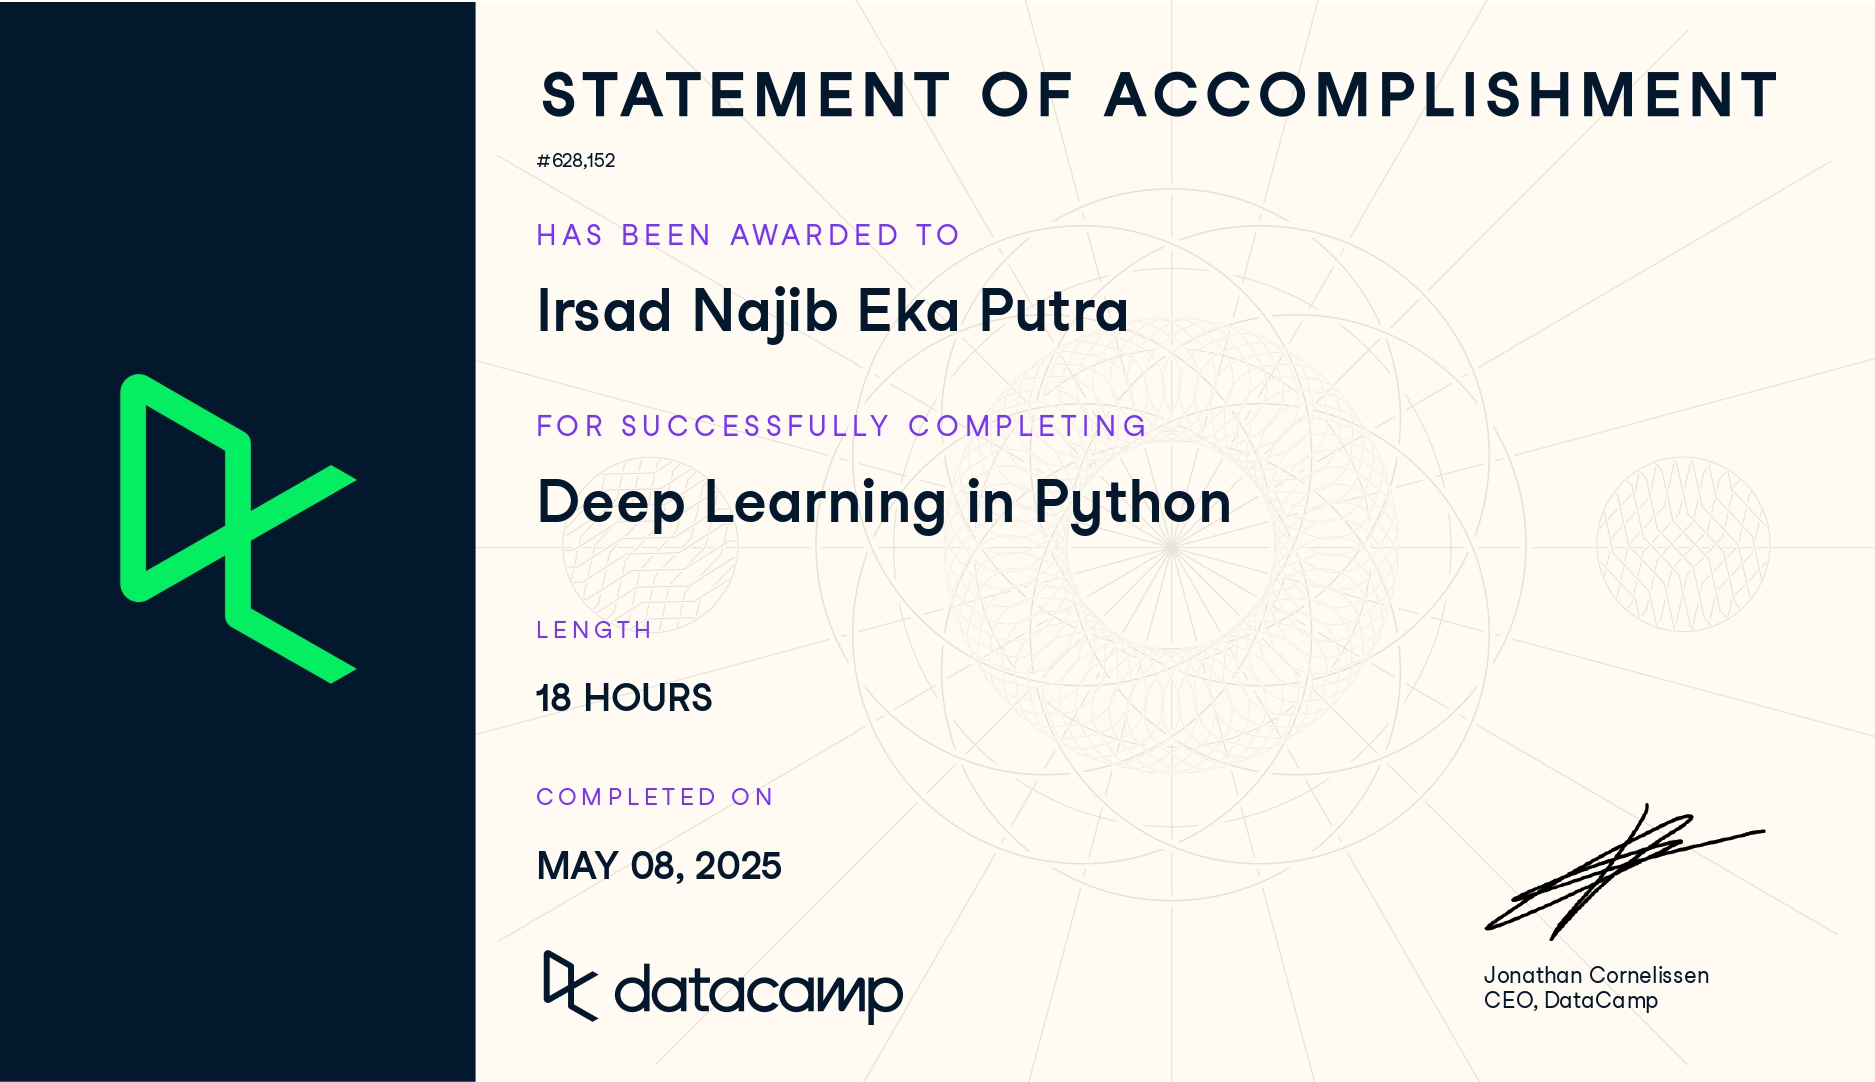 STATEMENT OF ACCOMPLISHMENT
#628,152
HAS BEEN AWARDED TO
Irsad Najib Eka Putra
FOR SUCCESSFULLY COMPLETING
Deep Learning in Python
LENGTH
18 HOURS
COMPLETED ON
MAY 08, 2025
datacamp
Jonathan Cornelissen
CEO, DataCamp